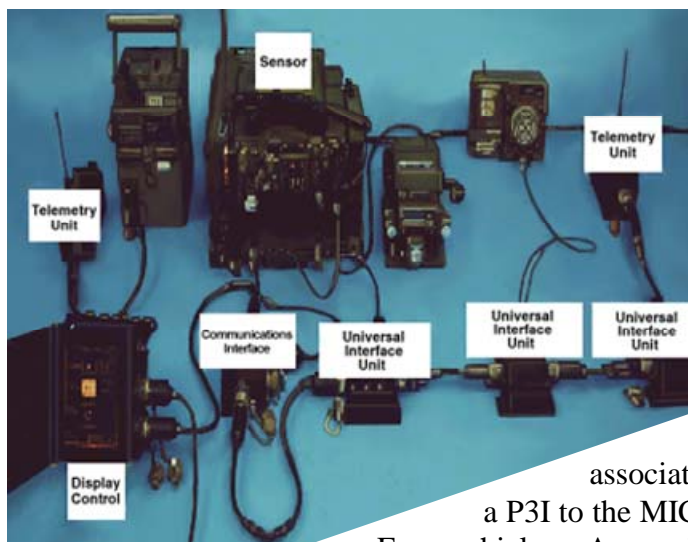 Sensor
Telemetry
Unit
Telemetry
Unit
Communications
Interface
Universal
Interface
Unit
Universal
Interface
Unit
Universal
Interface
Unit
Display
Control
a P3I to the